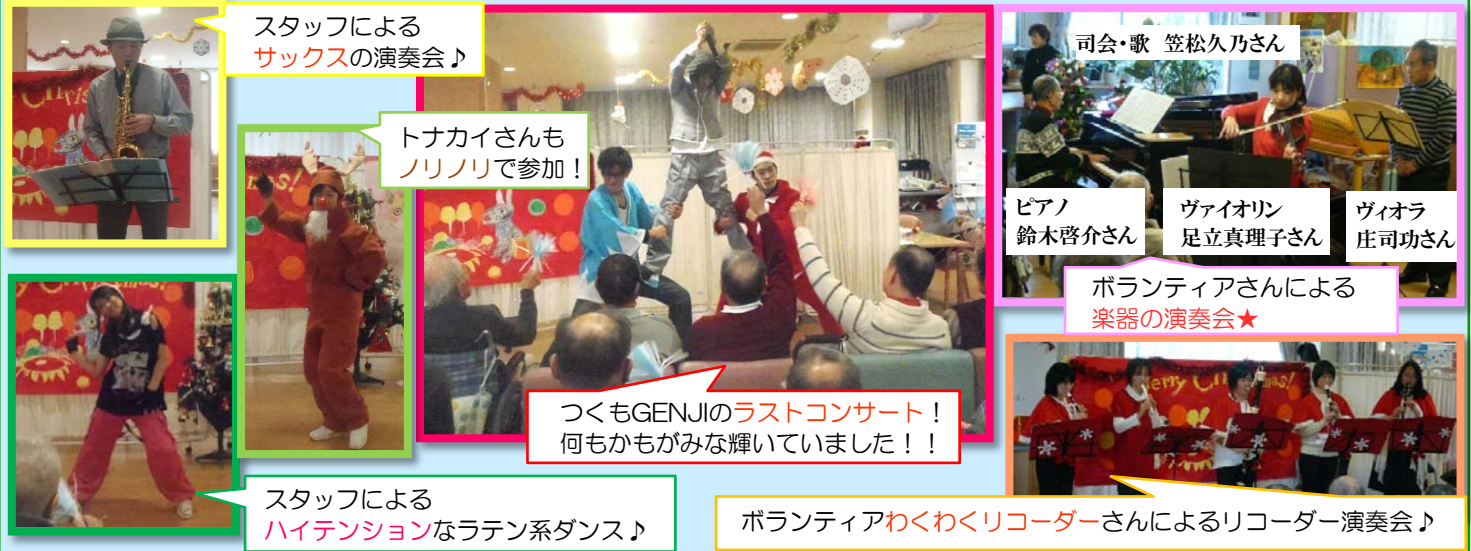 スタッフによる
サックスの演奏会♪
トナカイさんも
ノリノリで参加！
つくもGENJIのラストコンサート！
何もかもがみな輝いていました！！
スタッフによる
ハイテンションなラテン系ダンス♪
司会・歌 笠松久乃さん
ピアノ
鈴木啓介さん
ヴァイオリン
足立真理子さん
ヴィオラ
庄司功さん
ボランティアさんによる
楽器の演奏会★
Merry Christmas!
ボランティアわくわくリコーダーさんによるリコーダー演奏会♪